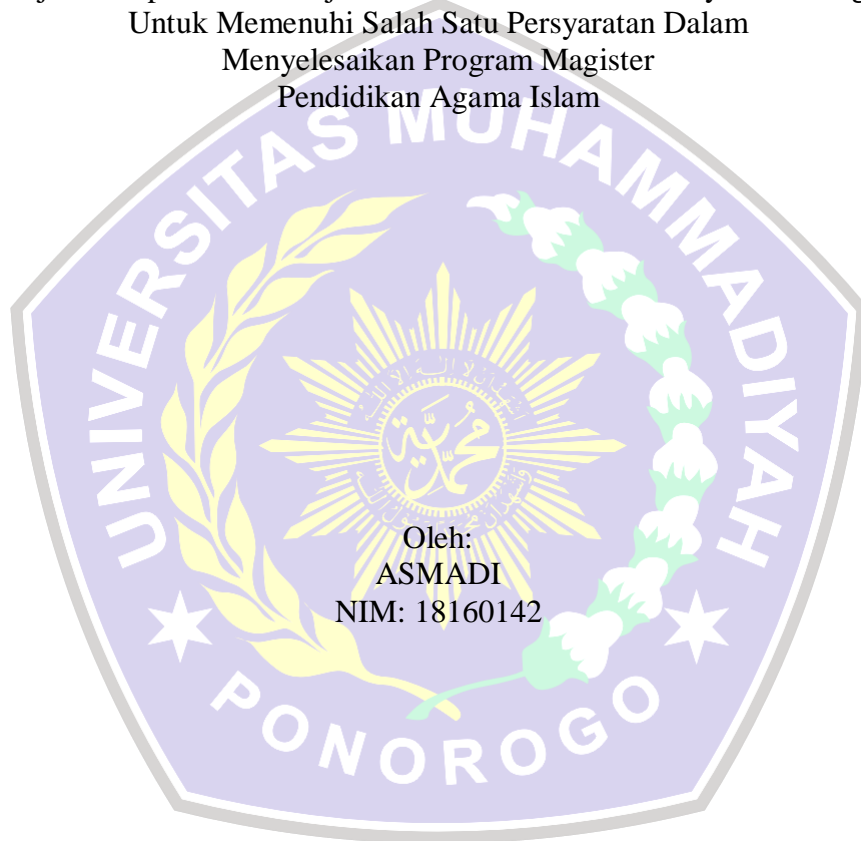 Untuk Memenuhi Salah Satu Persyaratan Dalam
Menyelesaikan Program Magister
Pendidikan Agama Islam
UNIVERSITAS MUHAMMADIYAH
محمدية
Oleh:
ASMADI
NIM: 18160142
PONOROGO